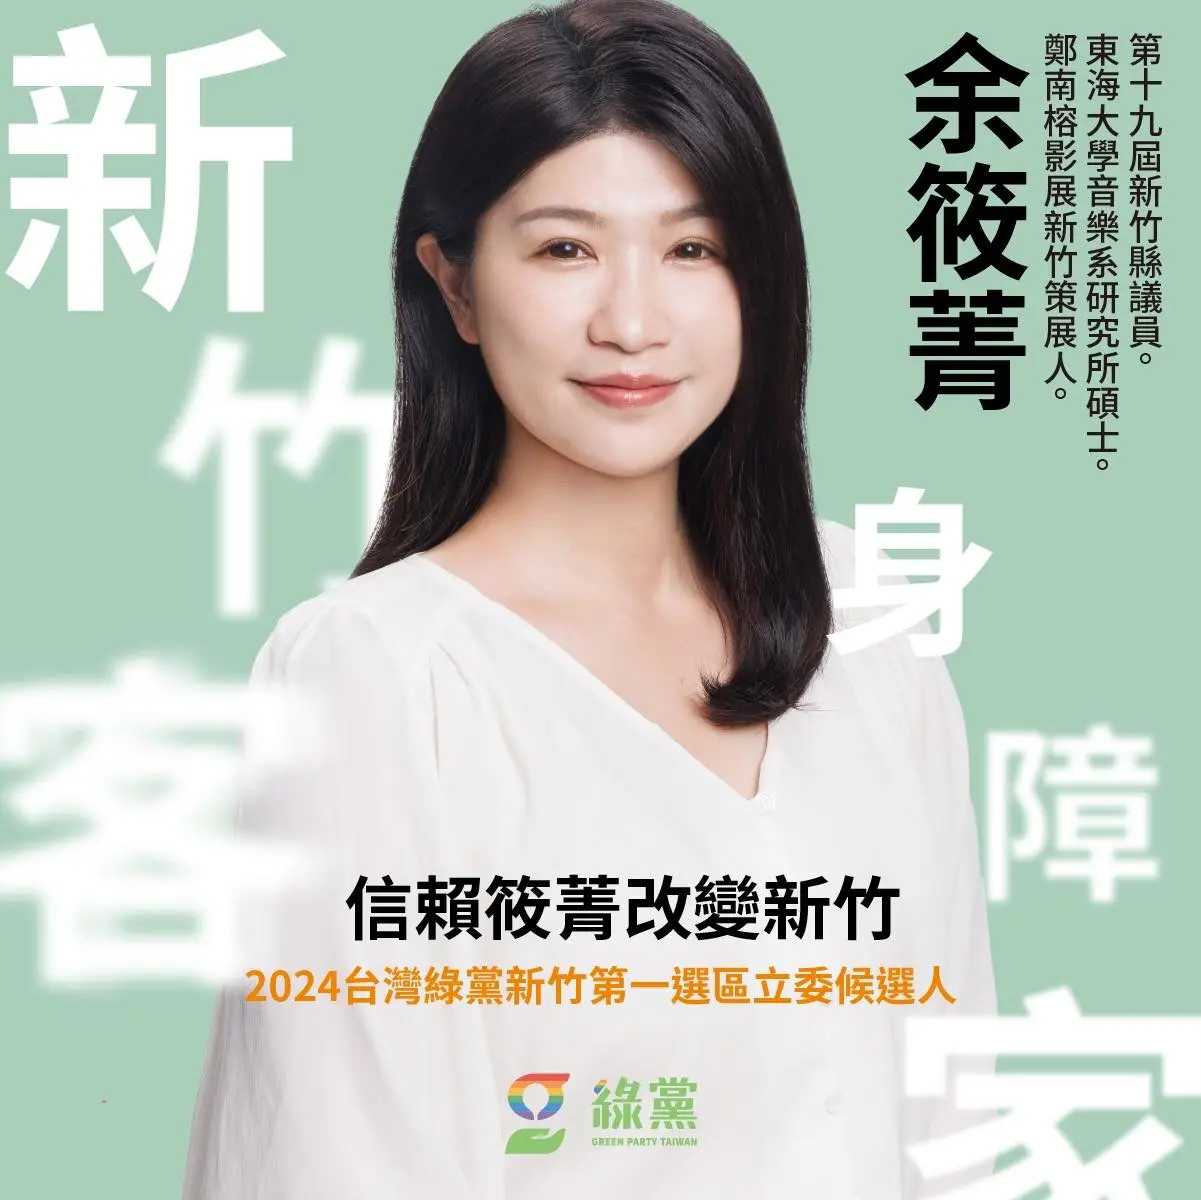 新
竹
客
余筱菁
第十九屆新竹縣議員。
東海大學音樂系研究所碩士。
鄭南榕影展新竹策展人。
身
障
家
信賴筱菁改變新竹
2024台灣綠黨新竹第一選區立委候選人
綠黨
GREEN PARTY TAIWAN